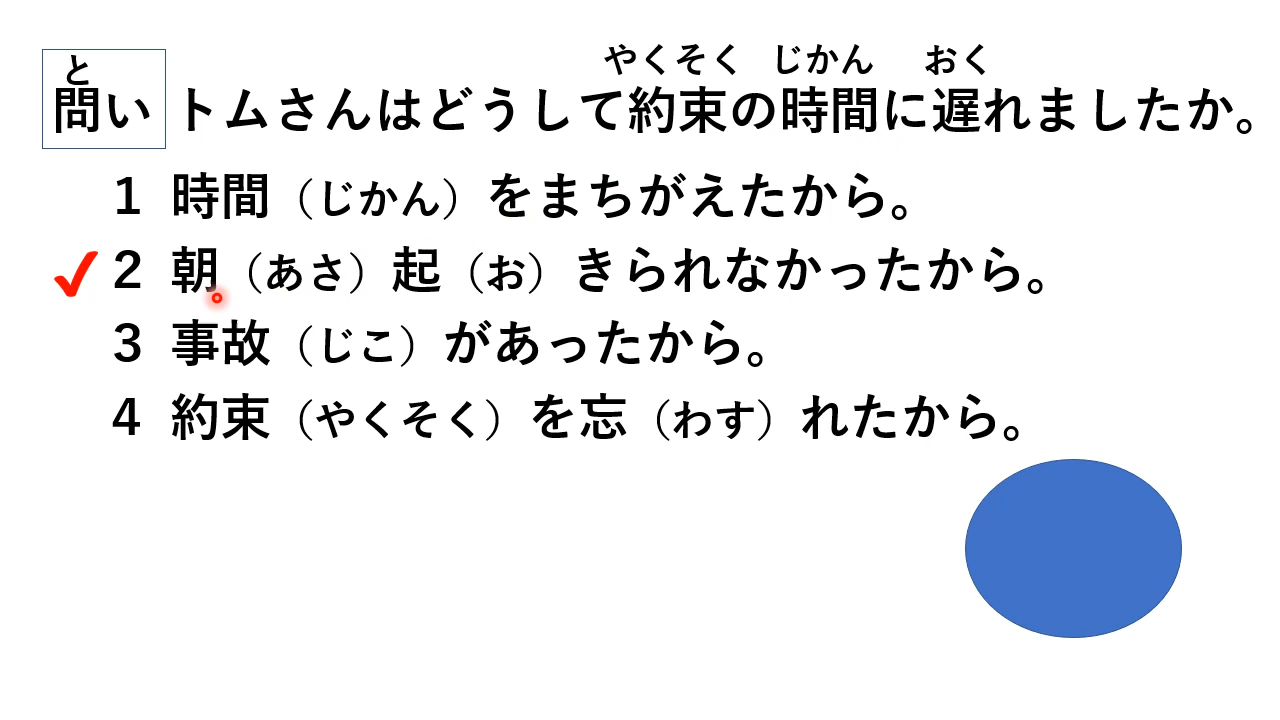 やくそく じかん おく
と
問い トムさんはどうして約束の時間に遅れましたか。
1 時間（じかん）をまちがえたから。
2 朝（あさ）起（お）きられなかったから。
3 事故（じこ）があったから。
4 約束（やくそく）を忘（わす）れたから。